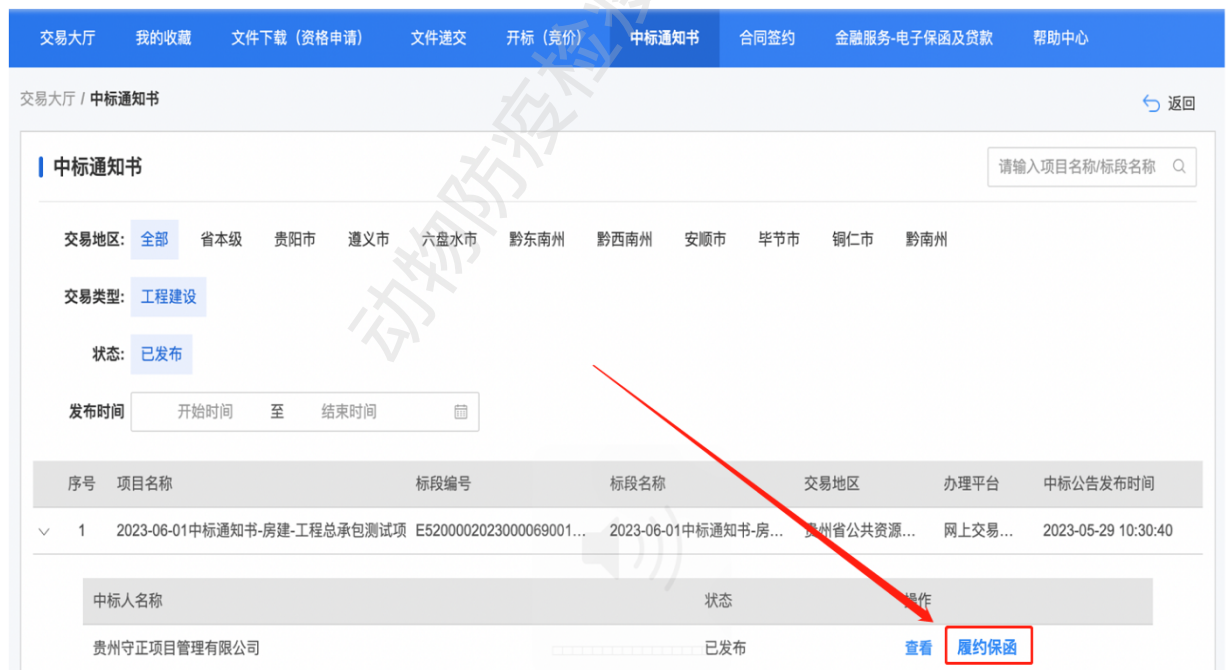 交易大厅 我的收藏 文件下载（资格申请） 文件递交 开标（竞价） 中标通知书 合同签约 金融服务-电子保函及贷款 帮助中心
交易大厅 / 中标通知书 返回
中标通知书 请输入项目名称/标段名称
交易地区: 全部 省本级 贵阳市 遵义市 六盘水市 黔东南州 黔西南州 安顺市 毕节市 铜仁市 黔南州
交易类型: 工程建设
状态: 已发布
发布时间 开始时间 至 结束时间
序号 项目名称 标段编号 标段名称 交易地区 办理平台 中标公告发布时间
1 2023-06-01中标通知书-房建-工程总承包测试项 E5200002023000069001... 2023-06-01中标通知书-房... 贵州省公共资源... 网上交易... 2023-05-29 10:30:40
中标人名称 状态 操作
贵州守正项目管理有限公司 已发布 查看 履约保函
动物防疫检疫